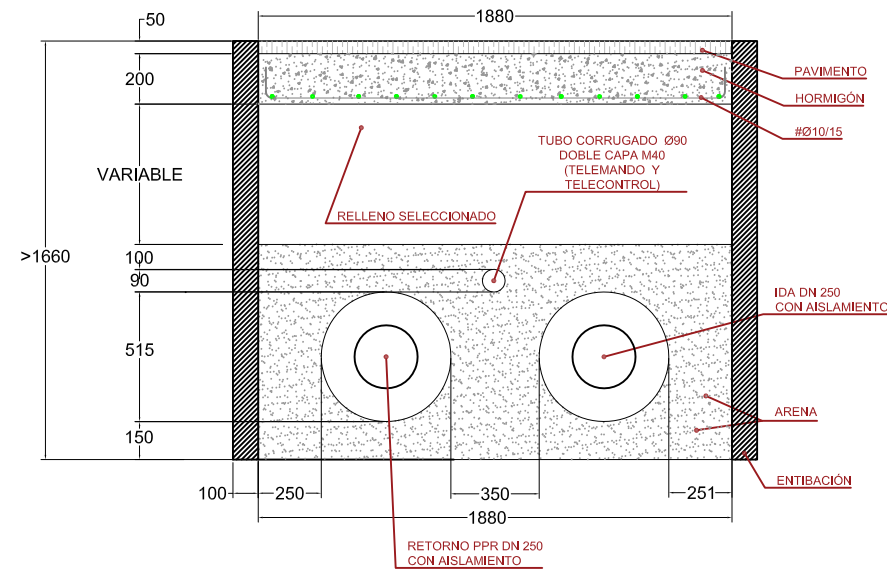 1880
50
200
VARIABLE
>1660
100
90
515
150
PAVIMENTO
HORMIGÓN
#Ø10/15
TUBO CORRUGADO Ø90
DOBLE CAPA M40
(TELEMANDO Y
TELECONTROL)
RELLENO SELECCIONADO
IDA DN 250
CON AISLAMIENTO
ARENA
ENTIBACIÓN
100
250
350
251
1880
RETORNO PPR DN 250
CON AISLAMIENTO